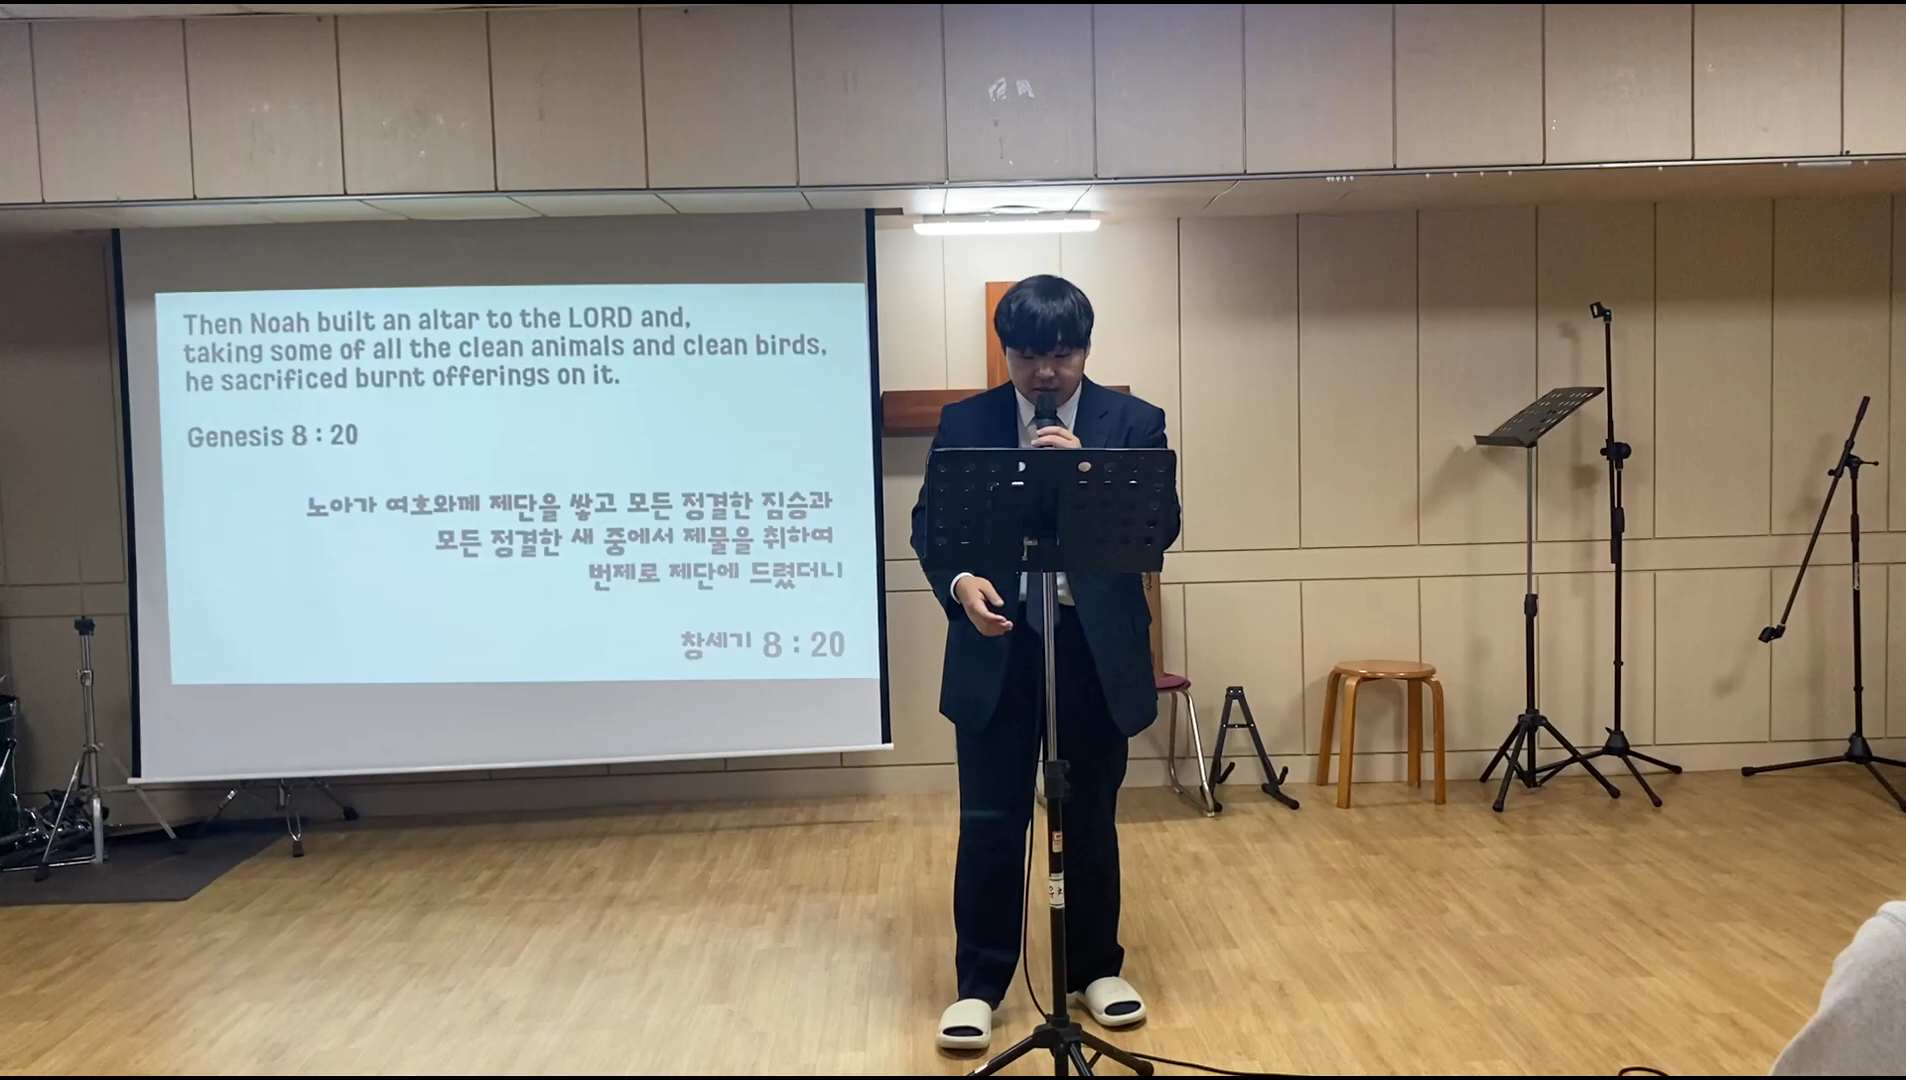 Then Noah built an altar to the LORD and,
taking some of all the clean animals and clean birds,
he sacrificed burnt offerings on it.
Genesis 8 : 20
노아가 여호와께 제단을 쌓고 모든 정결한 짐승과
모든 정결한 새 중에서 제물을 취하여
번제로 제단에 드렸더니
창세기 8 : 20